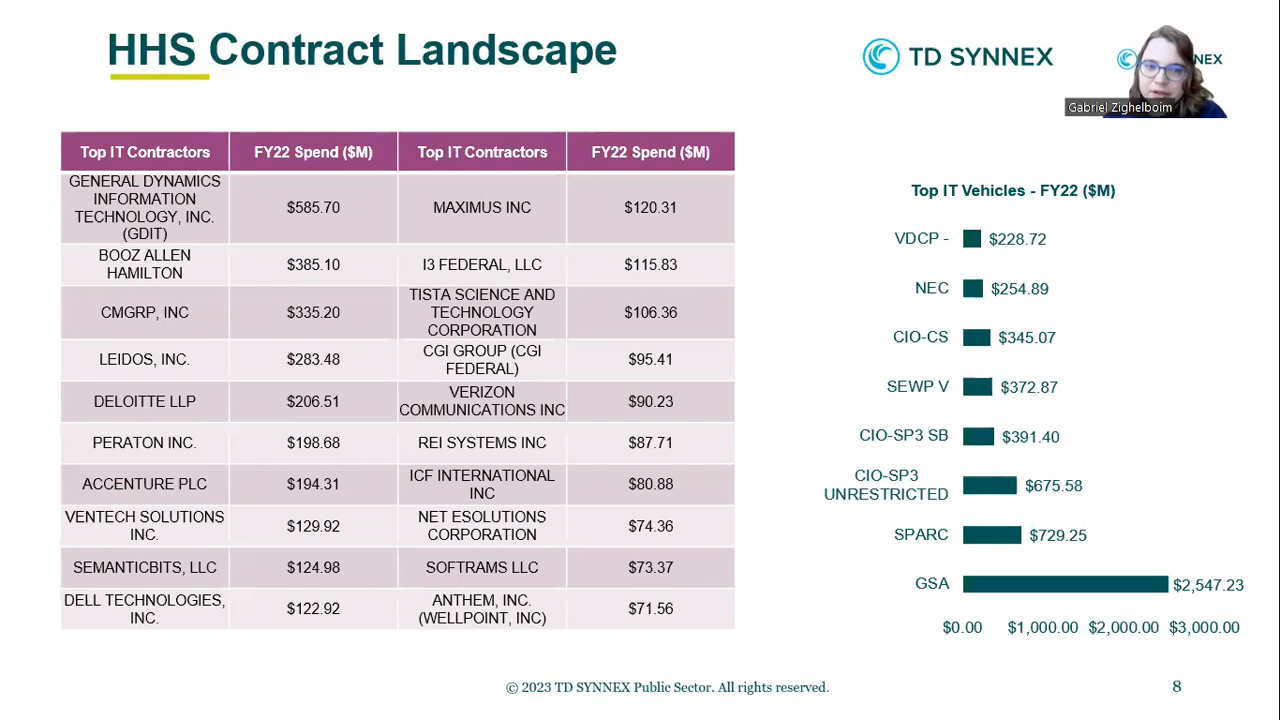 HHS Contract Landscape
TD SYNNEX
NEX
Gabriel Zighelboim
Top IT Contractors
FY22 Spend ($M)
Top IT Contractors
FY22 Spend ($M)
GENERAL DYNAMICS
INFORMATION
TECHNOLOGY, INC.
(GDIT)
$585.70
MAXIMUS INC
$120.31
BOOZ ALLEN
HAMILTON
$385.10
I3 FEDERAL, LLC
$115.83
CMGRP, INC
$335.20
TISTA SCIENCE AND
TECHNOLOGY
CORPORATION
$106.36
LEIDOS, INC.
$283.48
CGI GROUP (CGI
FEDERAL)
$95.41
DELOITTE LLP
$206.51
VERIZON
COMMUNICATIONS INC
$90.23
PERATON INC.
$198.68
REI SYSTEMS INC
$87.71
ACCENTURE PLC
$194.31
ICF INTERNATIONAL
INC
$80.88
VENTECH SOLUTIONS
INC.
$129.92
NET ESOLUTIONS
CORPORATION
$74.36
SEMANTICBITS, LLC
$124.98
SOFTRAMS LLC
$73.37
DELL TECHNOLOGIES,
INC.
$122.92
ANTHEM, INC.
(WELLPOINT, INC)
$71.56
Top IT Vehicles - FY22 ($M)
VDCP -
$228.72
NEC
$254.89
CIO-CS
$345.07
SEWP V
$372.87
CIO-SP3 SB
$391.40
CIO-SP3
UNRESTRICTED
$675.58
SPARC
$729.25
GSA
$2,547.23
$0.00 $1,000.00 $2,000.00 $3,000.00
© 2023 TD SYNNEX Public Sector. All rights reserved.
8